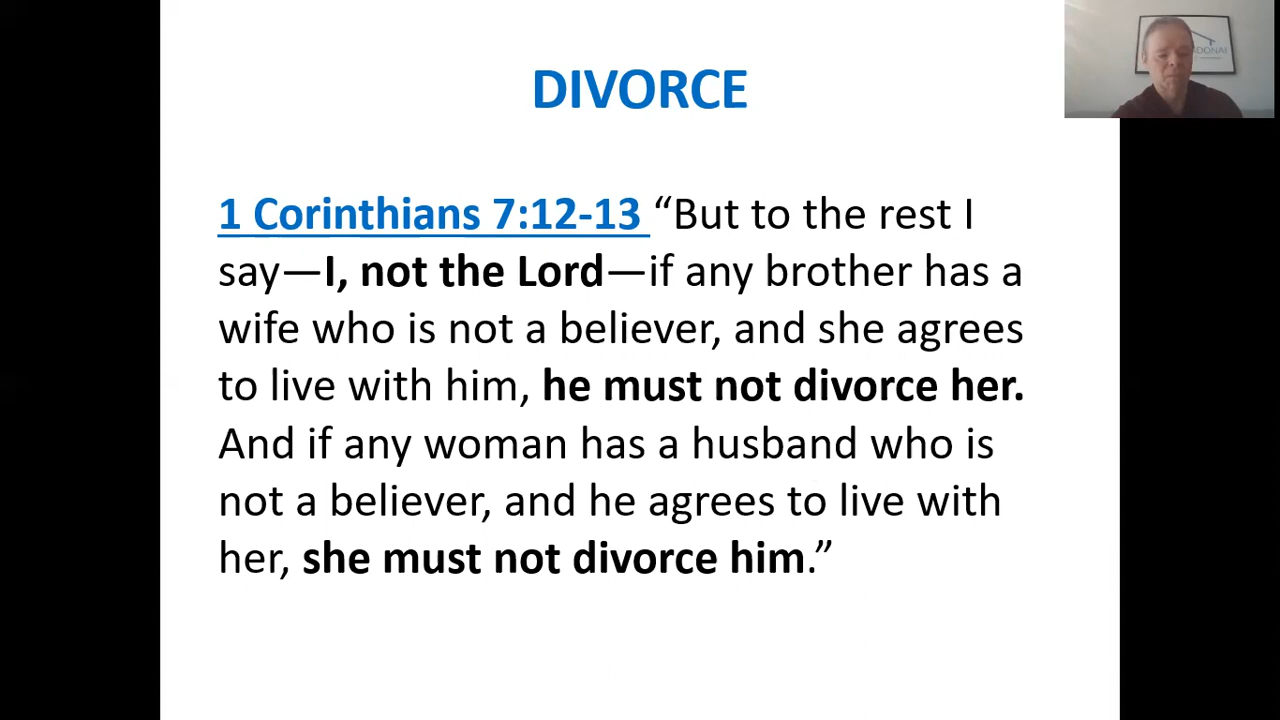 DIVORCE
ADONAI
1 Corinthians 7:12-13 “But to the rest I
say—I, not the Lord—if any brother has a
wife who is not a believer, and she agrees
to live with him, he must not divorce her.
And if any woman has a husband who is
not a believer, and he agrees to live with
her, she must not divorce him.”